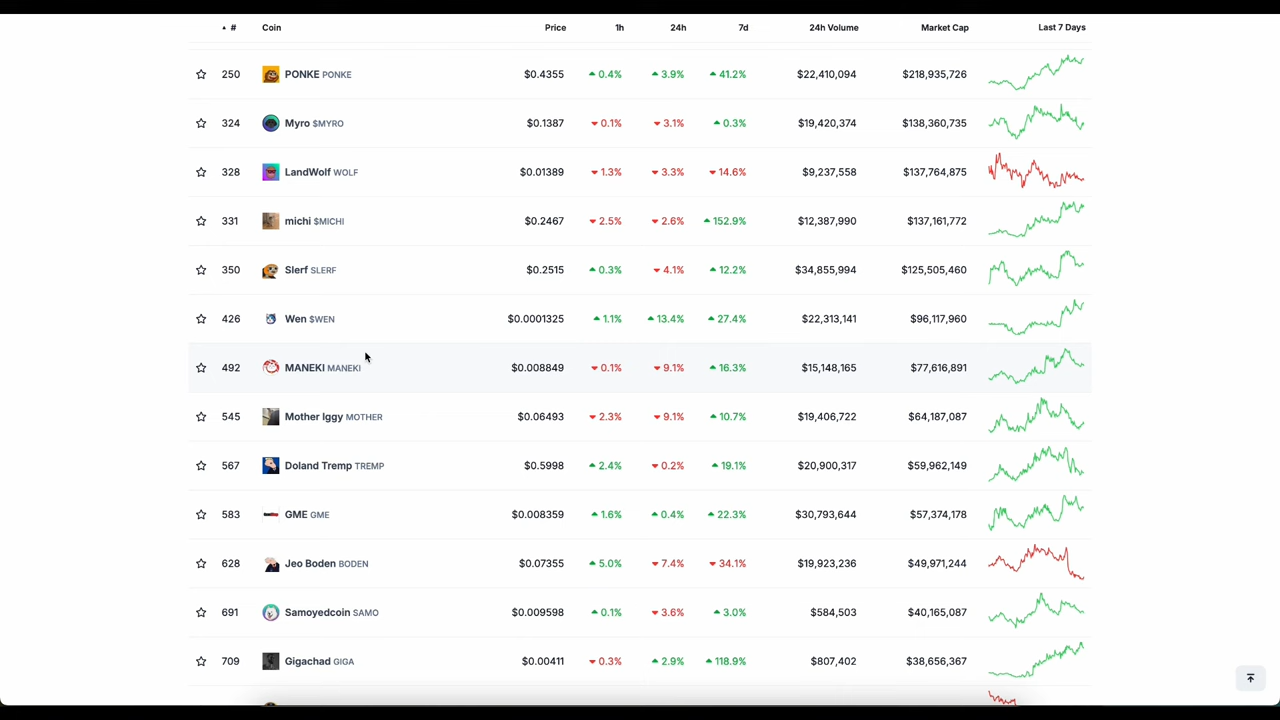 # Coin Price 1h 24h 7d 24h Volume Market Cap Last 7 Days
250 PONKE PONKE $0.4355 0.4% 3.9% 41.2% $22,410,094 $218,935,726
324 Myro $MYRO $0.1387 0.1% 3.1% 0.3% $19,420,374 $138,360,735
328 LandWolf WOLF $0.01389 1.3% 3.3% 14.6% $9,237,558 $137,764,875
331 michi $MICHI $0.2467 2.5% 2.6% 152.9% $12,387,990 $137,161,772
350 Slerf SLERF $0.2515 0.3% 4.1% 12.2% $34,855,994 $125,505,460
426 Wen $WEN $0.0001325 1.1% 13.4% 27.4% $22,313,141 $96,117,960
492 MANEKI MANEKI $0.008849 0.1% 9.1% 16.3% $15,148,165 $77,616,891
545 Mother Iggy MOTHER $0.06493 2.3% 9.1% 10.7% $19,406,722 $64,187,087
567 Doland Tremp TREMP $0.5998 2.4% 0.2% 19.1% $20,900,317 $59,962,149
583 GME GME $0.008359 1.6% 0.4% 22.3% $30,793,644 $57,374,178
628 Jeo Boden BODEN $0.07355 5.0% 7.4% 34.1% $19,923,236 $49,971,244
691 Samoyedcoin SAMO $0.009598 0.1% 3.6% 3.0% $584,503 $40,165,087
709 Gigachad GIGA $0.00411 0.3% 2.9% 118.9% $807,402 $38,656,367